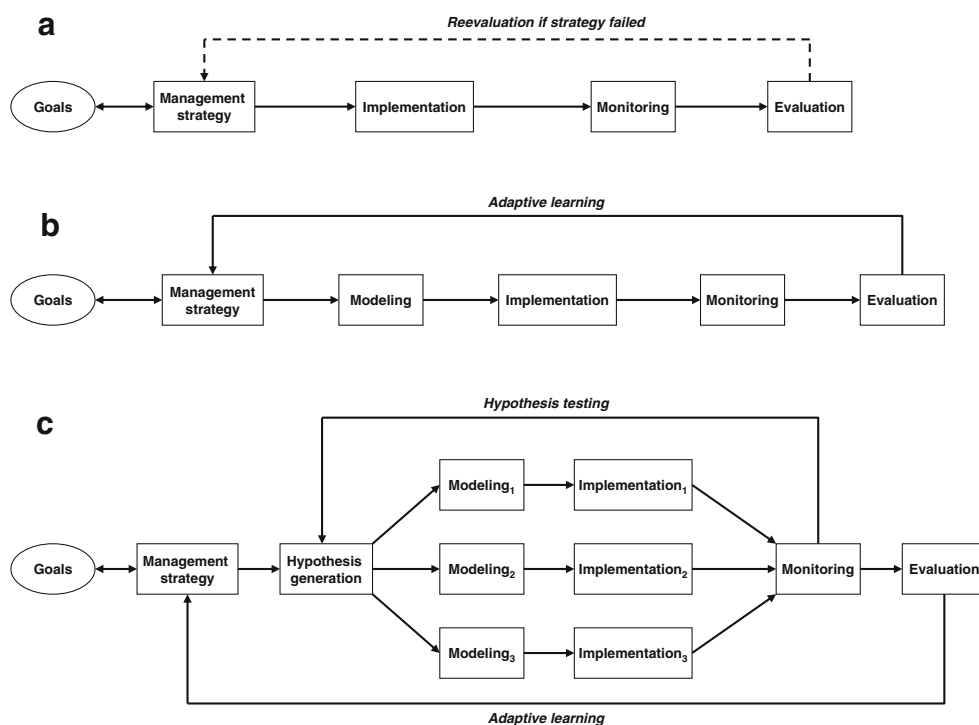 a
Reevaluation if strategy failed
Goals
Management
strategy
Implementation
Monitoring
Evaluation
b
Adaptive learning
Goals
Management
strategy
Modeling
Implementation
Monitoring
Evaluation
c
Hypothesis testing
Modeling₁
Implementation₁
Goals
Management
strategy
Hypothesis
generation
Modeling₂
Implementation₂
Monitoring
Evaluation
Modeling₃
Implementation₃
Adaptive learning